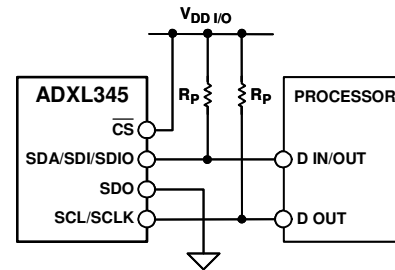 VDD I/O
ADXL345
RP
RP
PROCESSOR
CS
SDA/SDI/SDIO
D IN/OUT
SDO
SCL/SCLK
D OUT